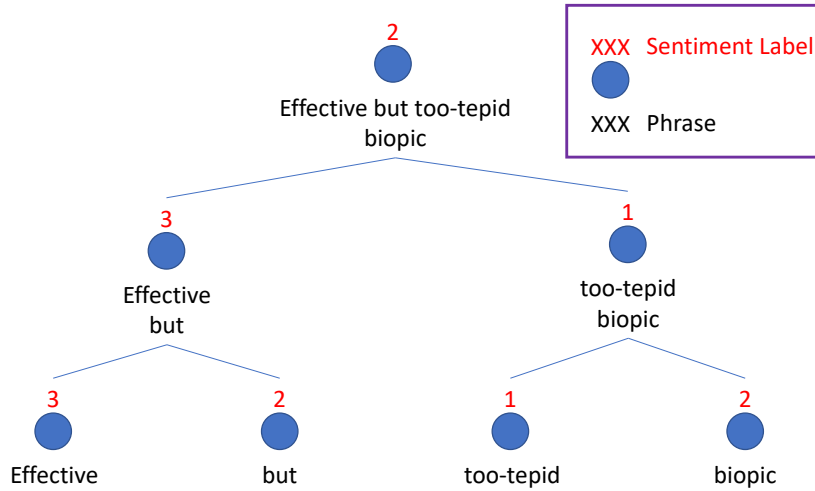 2
Effective but too-tepid
biopic
XXX Sentiment Label
XXX Phrase
3
Effective
but
1
too-tepid
biopic
3
Effective
2
but
1
too-tepid
2
biopic